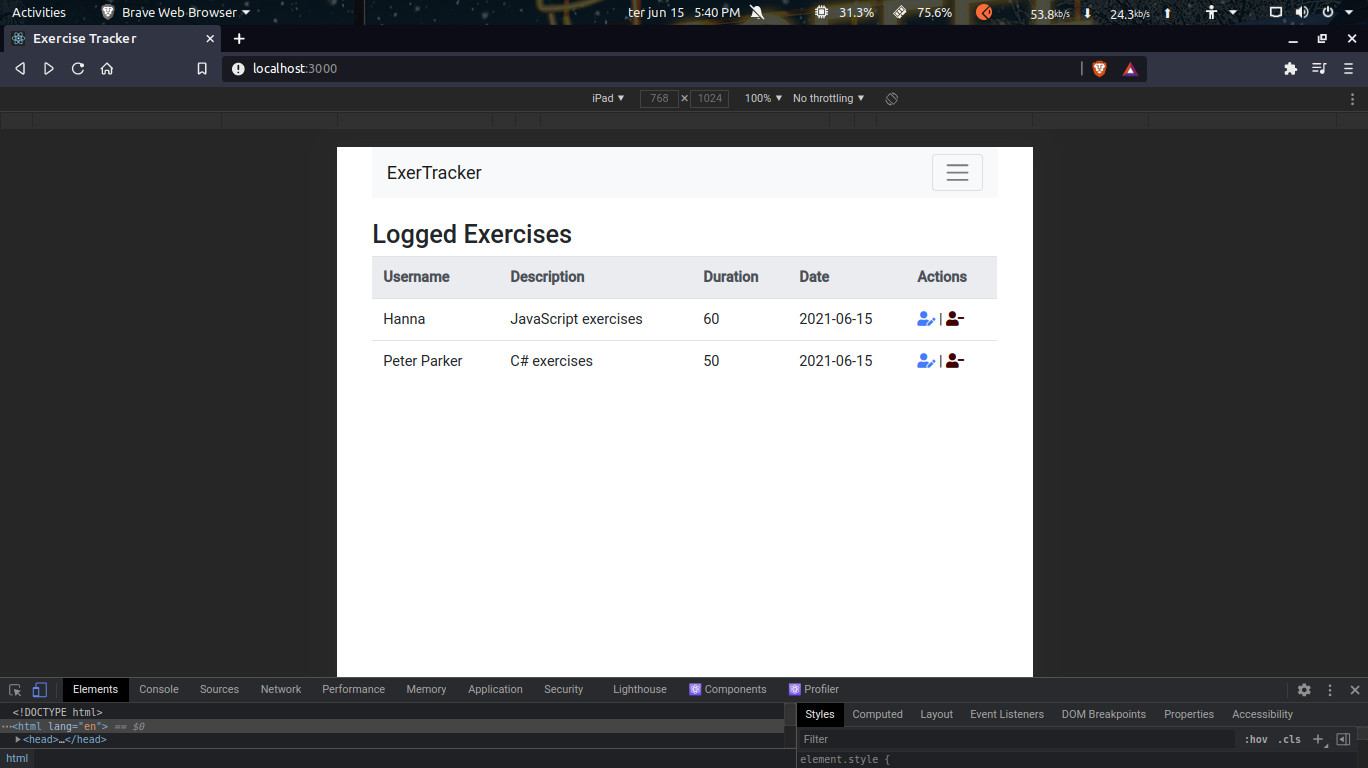 Activities Brave Web Browser ter jun 15 5:40 PM 31.3% 75.6% 53.8kb/s 24.3kb/s
Exercise Tracker
localhost:3000
iPad 768 × 1024 100% No throttling
ExerTracker
Logged Exercises
Username Description Duration Date Actions
Hanna JavaScript exercises 60 2021-06-15 |
Peter Parker C# exercises 50 2021-06-15 |
Elements Console Sources Network Performance Memory Application Security Lighthouse Components Profiler
<!DOCTYPE html>
⋯<html lang="en"> == $0
<head>…</head>
html
Styles Computed Layout Event Listeners DOM Breakpoints Properties Accessibility
Filter :hov .cls +
element.style {